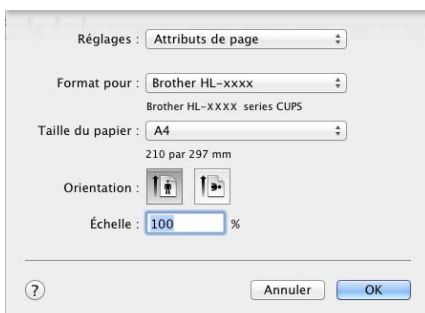 Réglages : Attributs de page
Format pour : Brother HL-xxxx
Brother HL-XXXX series CUPS
Taille du papier : A4
210 par 297 mm
Orientation :
Échelle : 100 %
? Annuler OK